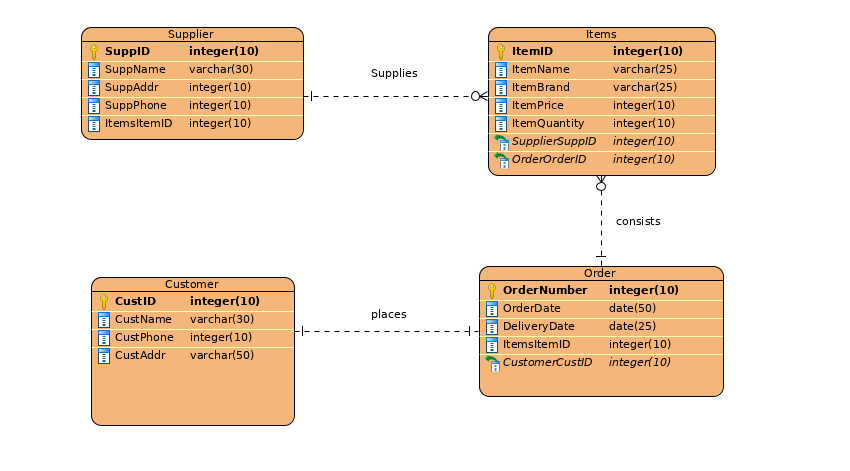 Supplier
SuppID integer(10)
SuppName varchar(30)
SuppAddr integer(10)
SuppPhone integer(10)
ItemsItemID integer(10)
Supplies
Items
ItemID integer(10)
ItemName varchar(25)
ItemBrand varchar(25)
ItemPrice integer(10)
ItemQuantity integer(10)
SupplierSuppID integer(10)
OrderOrderID integer(10)
consists
Customer
CustID integer(10)
CustName varchar(30)
CustPhone integer(10)
CustAddr varchar(50)
places
Order
OrderNumber integer(10)
OrderDate date(50)
DeliveryDate date(25)
ItemsItemID integer(10)
CustomerCustID integer(10)